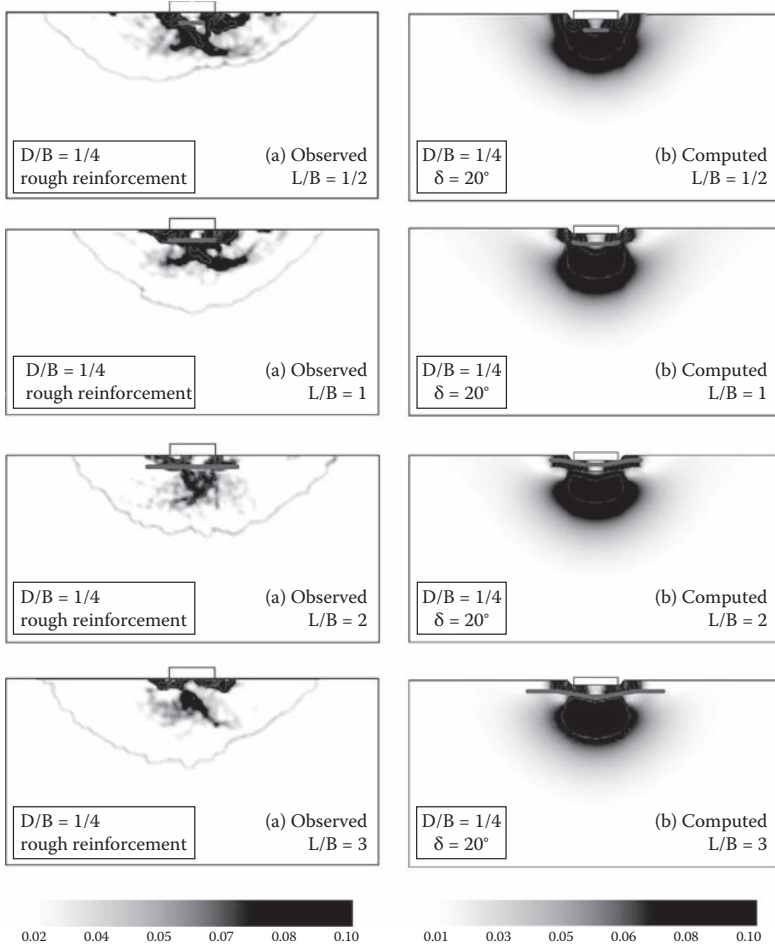 D/B = 1/4
rough reinforcement
(a) Observed
L/B = 1/2
D/B = 1/4
δ = 20°
(b) Computed
L/B = 1/2
D/B = 1/4
rough reinforcement
(a) Observed
L/B = 1
D/B = 1/4
δ = 20°
(b) Computed
L/B = 1
D/B = 1/4
rough reinforcement
(a) Observed
L/B = 2
D/B = 1/4
δ = 20°
(b) Computed
L/B = 2
D/B = 1/4
rough reinforcement
(a) Observed
L/B = 3
D/B = 1/4
δ = 20°
(b) Computed
L/B = 3
0.02 0.04 0.05 0.07 0.08 0.10
0.01 0.03 0.05 0.06 0.08 0.10